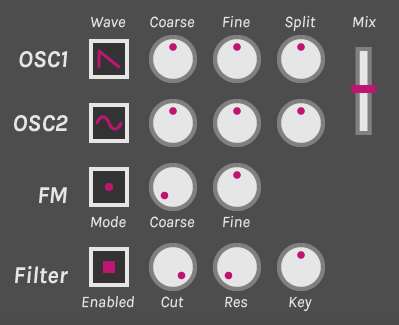 Wave Coarse Fine Split Mix
OSC1
OSC2
FM
Mode Coarse Fine
Filter
Enabled Cut Res Key